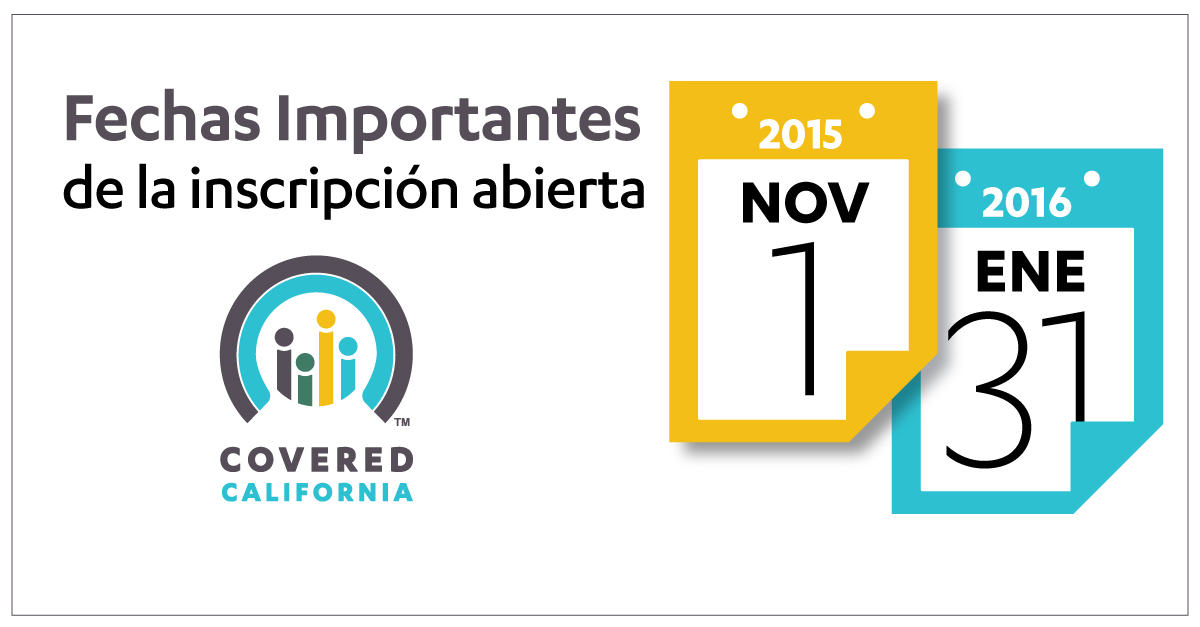 Fechas Importantes
de la inscripción abierta
COVERED
CALIFORNIA
TM
2015
NOV
1
2016
ENE
31